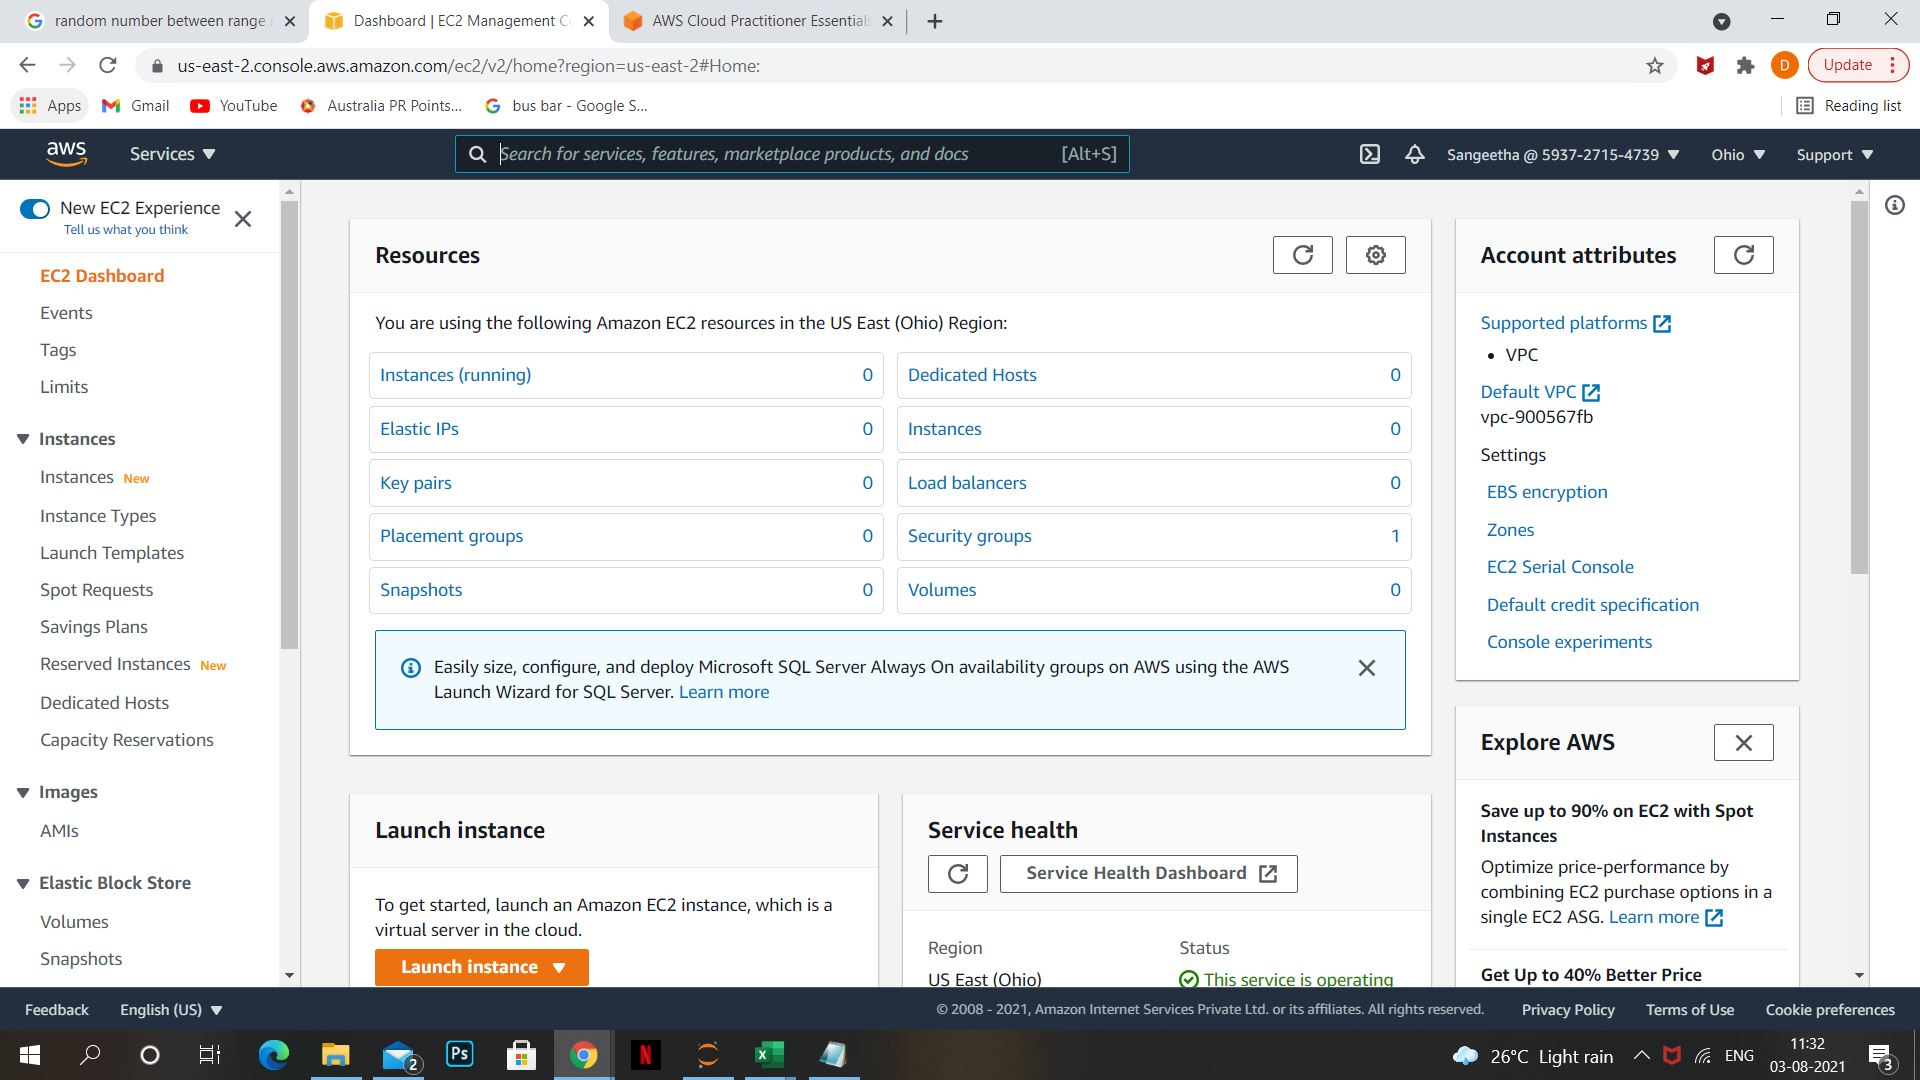 random number between range i
Dashboard | EC2 Management Co
AWS Cloud Practitioner Essentials
us-east-2.console.aws.amazon.com/ec2/v2/home?region=us-east-2#Home:
D
Update
Apps
Gmail
YouTube
Australia PR Points...
bus bar - Google S...
Reading list
aws
Services
Search for services, features, marketplace products, and docs
[Alt+S]
Sangeetha @ 5937-2715-4739
Ohio
Support
New EC2 Experience
Tell us what you think
EC2 Dashboard
Events
Tags
Limits
Instances
Instances New
Instance Types
Launch Templates
Spot Requests
Savings Plans
Reserved Instances New
Dedicated Hosts
Capacity Reservations
Images
AMIs
Elastic Block Store
Volumes
Snapshots
Resources
You are using the following Amazon EC2 resources in the US East (Ohio) Region:
Instances (running) 0
Dedicated Hosts 0
Elastic IPs 0
Instances 0
Key pairs 0
Load balancers 0
Placement groups 0
Security groups 1
Snapshots 0
Volumes 0
Easily size, configure, and deploy Microsoft SQL Server Always On availability groups on AWS using the AWS
Launch Wizard for SQL Server. Learn more
Launch instance
To get started, launch an Amazon EC2 instance, which is a
virtual server in the cloud.
Launch instance
Service health
Service Health Dashboard
Region
Status
US East (Ohio)
This service is operating
Account attributes
Supported platforms
• VPC
Default VPC
vpc-900567fb
Settings
EBS encryption
Zones
EC2 Serial Console
Default credit specification
Console experiments
Explore AWS
Save up to 90% on EC2 with Spot
Instances
Optimize price-performance by
combining EC2 purchase options in a
single EC2 ASG. Learn more
Get Up to 40% Better Price
Feedback
English (US)
© 2008 - 2021, Amazon Internet Services Private Ltd. or its affiliates. All rights reserved.
Privacy Policy
Terms of Use
Cookie preferences
2
Ps
N
26°C Light rain
ENG
11:32
03-08-2021
3